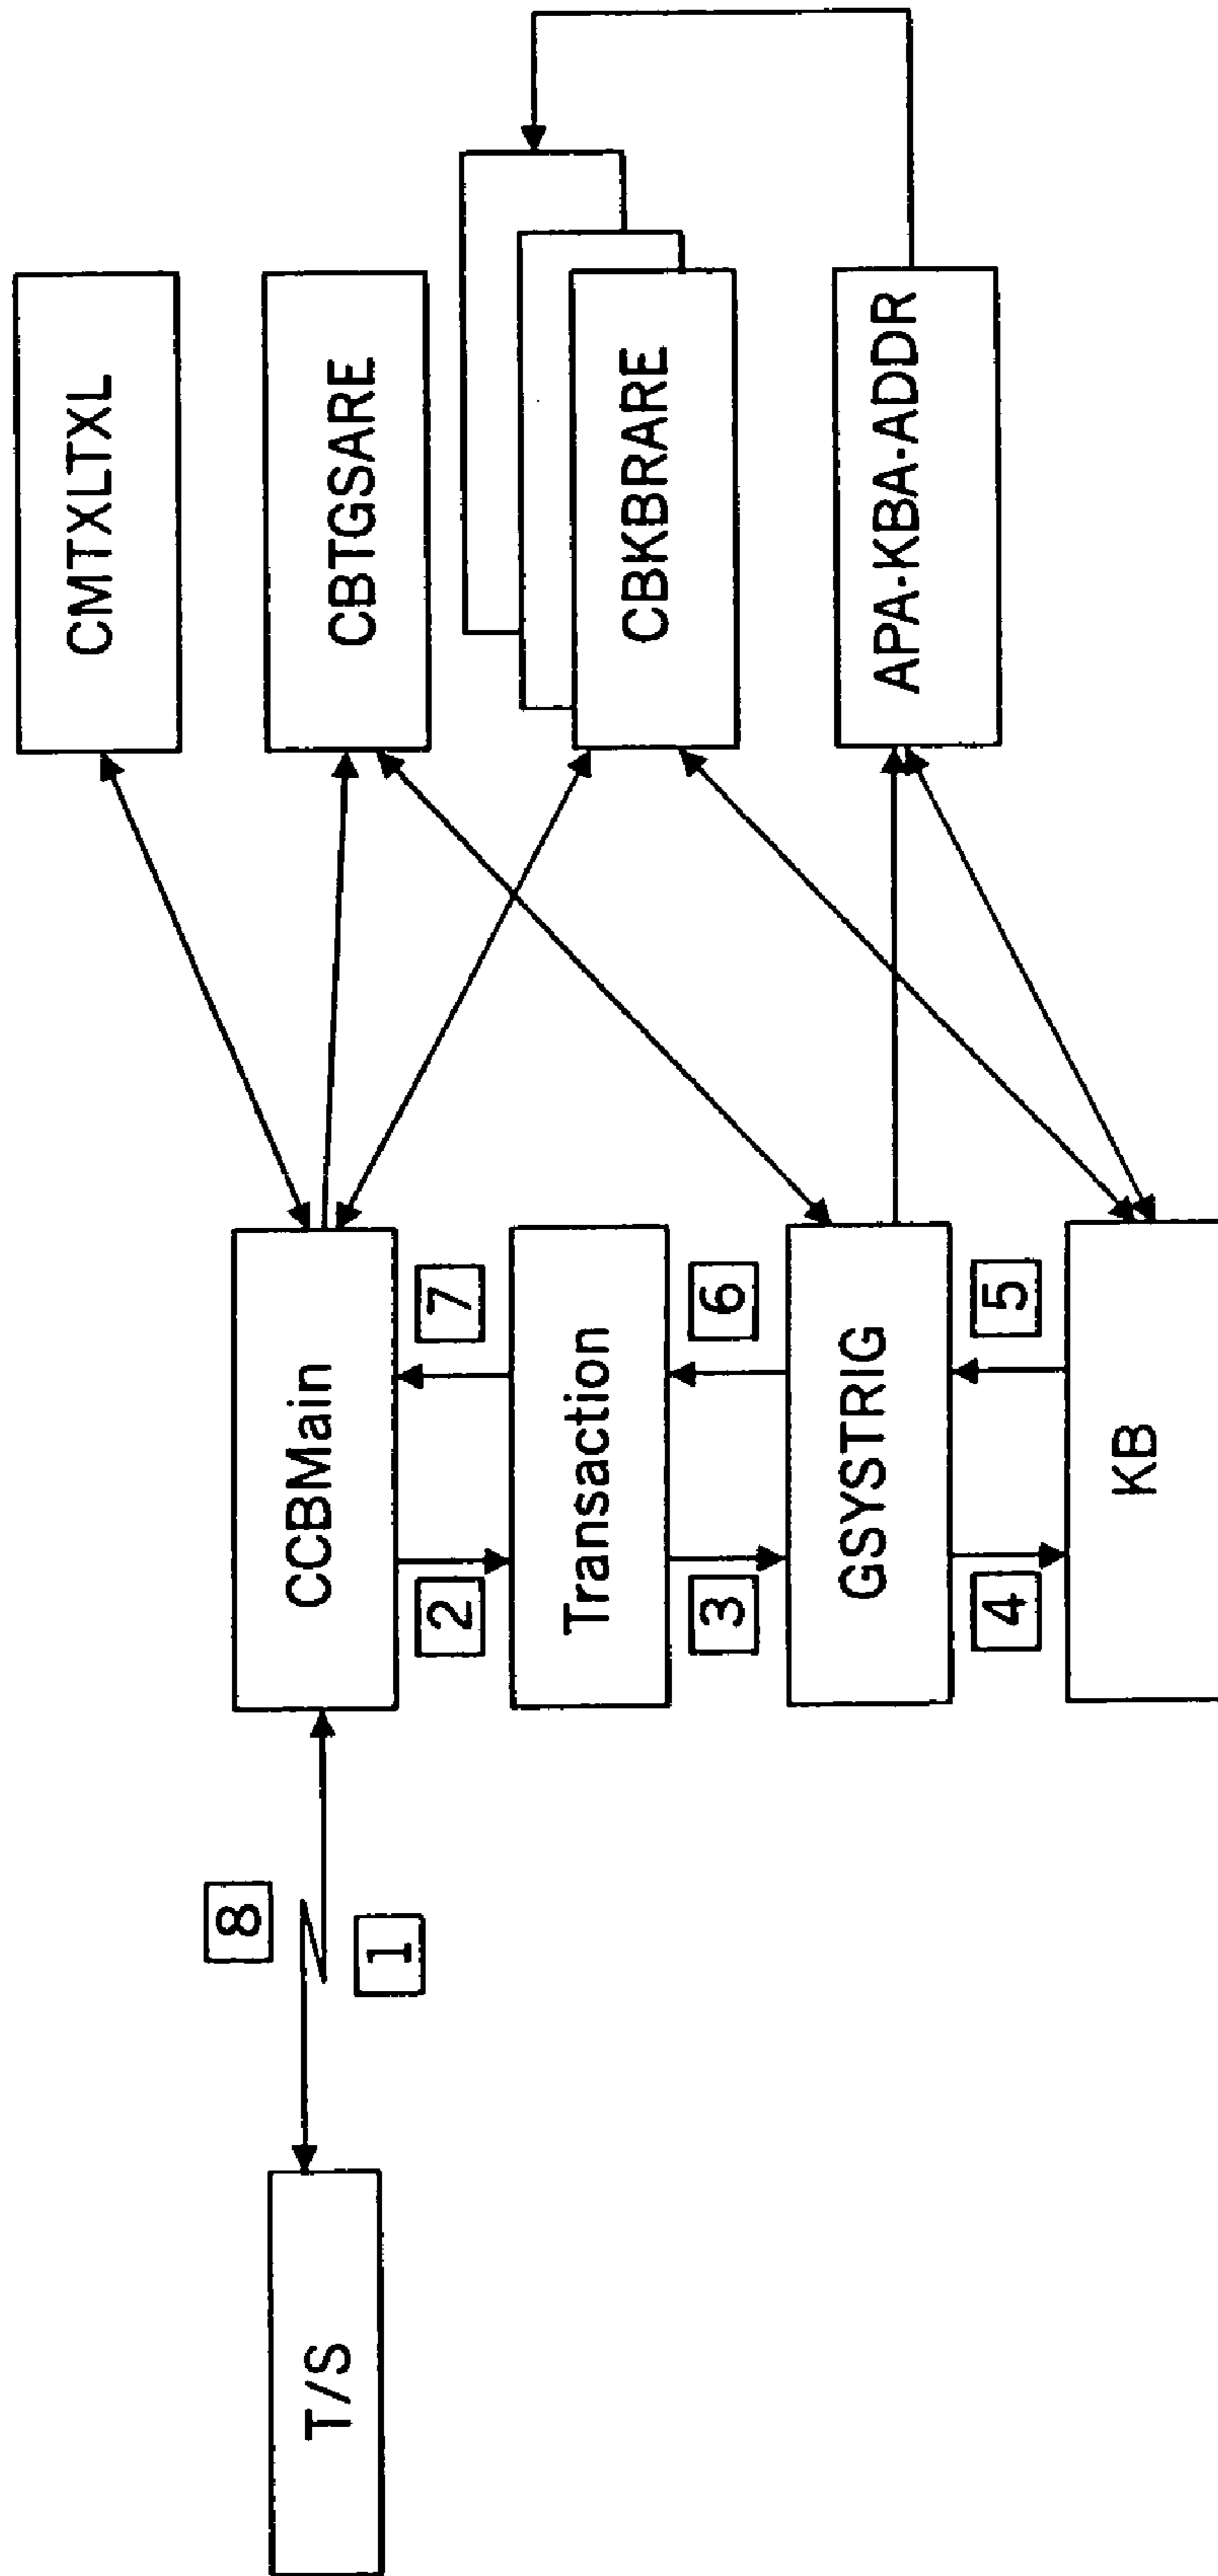 CMTXLTXL
CBTGSARE
CBKBRARE
APA-KBA-ADDR
CCBMain
7
2
Transaction
6
3
GSYSTRIG
5
4
KB
8
1
T/S